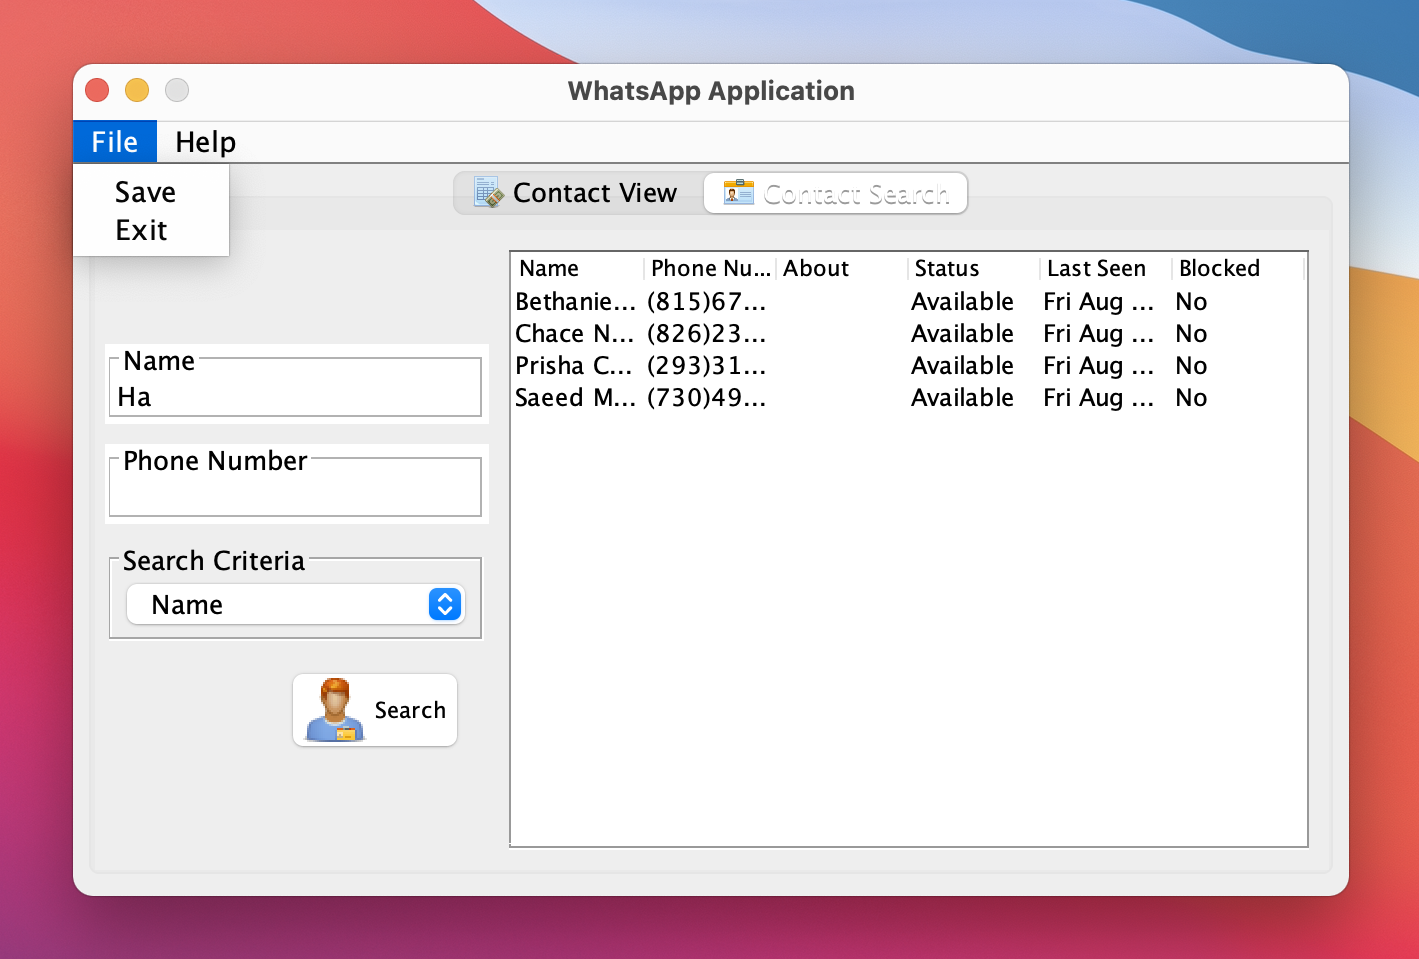 WhatsApp Application
File Help
Save
Exit
Contact View Contact Search
Name
Ha
Phone Number
Search Criteria
Name
Search
Name Phone Nu... About Status Last Seen Blocked
Bethanie... (815)67... Available Fri Aug ... No
Chace N... (826)23... Available Fri Aug ... No
Prisha C... (293)31... Available Fri Aug ... No
Saeed M... (730)49... Available Fri Aug ... No